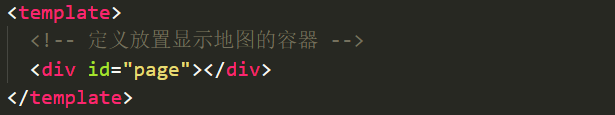 <template>
<!-- 定义放置显示地图的容器 -->
<div id="page"></div>
</template>